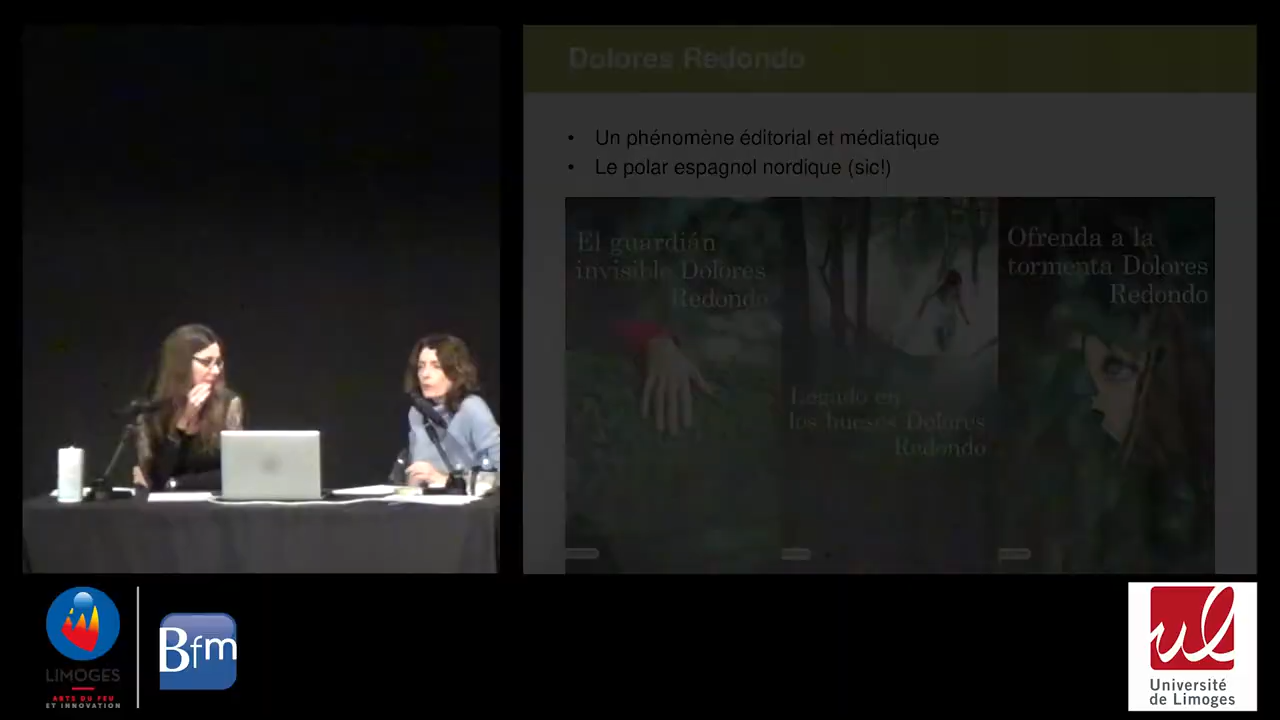 Dolores Redondo
• Un phénomène éditorial et médiatique
• Le polar espagnol nordique (sic!)
El guardián
invisible Dolores
Redondo
Legado en
los huesos Dolores
Redondo
Ofrenda a la
tormenta Dolores
Redondo
LIMOGES
ARTS DU FEU
ET INNOVATION
Bfm
ul
Université
de Limoges